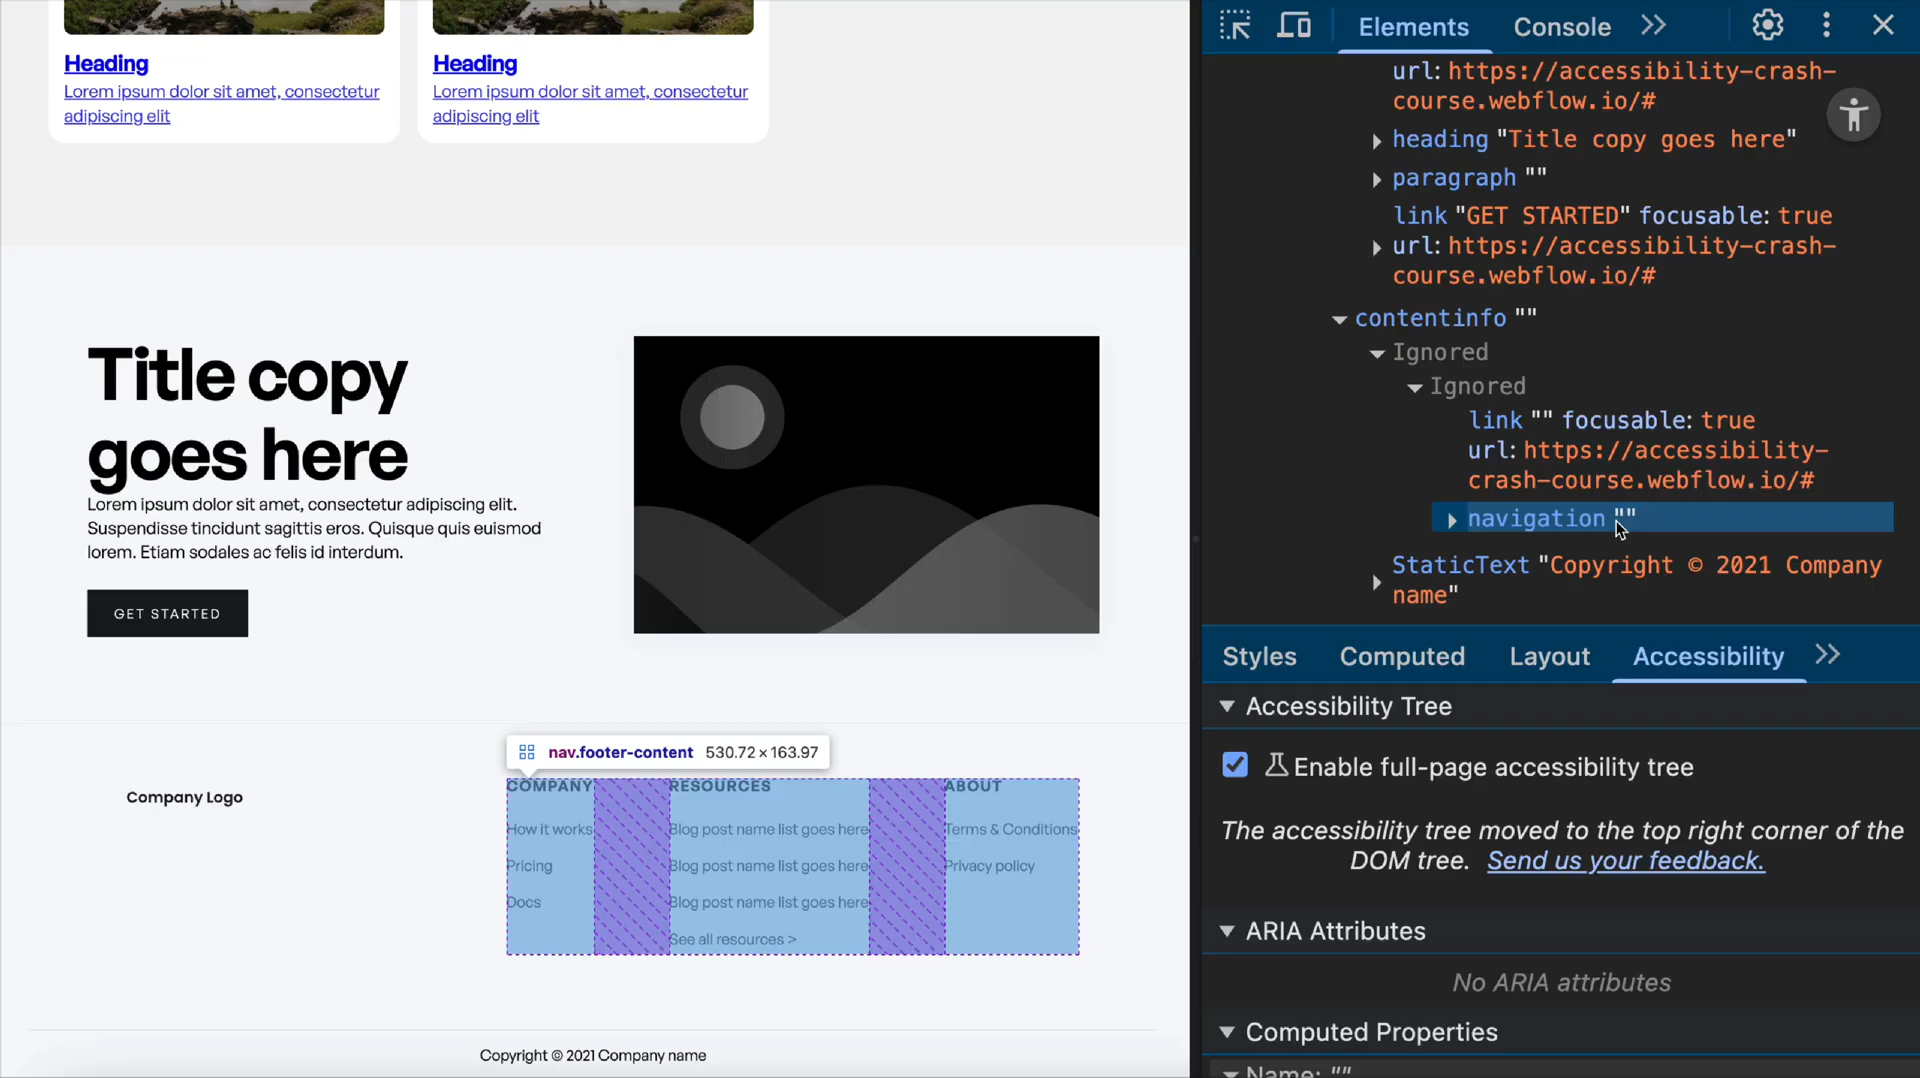 Heading
Lorem ipsum dolor sit amet, consectetur
adipiscing elit
Heading
Lorem ipsum dolor sit amet, consectetur
adipiscing elit
Title copy
goes here
Lorem ipsum dolor sit amet, consectetur adipiscing elit.
Suspendisse tincidunt sagittis eros. Quisque quis euismod
lorem. Etiam sodales ac felis id interdum.
GET STARTED
nav.footer-content 530.72×163.97
Company Logo
COMPANY
How it works
Pricing
Docs
RESOURCES
Blog post name list goes here
Blog post name list goes here
Blog post name list goes here
See all resources >
ABOUT
Terms & Conditions
Privacy policy
Copyright © 2021 Company name
Elements
Console
url: https://accessibility-crash-
course.webflow.io/#
heading "Title copy goes here"
paragraph ""
link "GET STARTED" focusable: true
url: https://accessibility-crash-
course.webflow.io/#
contentinfo ""
Ignored
Ignored
link "" focusable: true
url: https://accessibility-
crash-course.webflow.io/#
navigation ""
StaticText "Copyright © 2021 Company
name"
Styles
Computed
Layout
Accessibility
Accessibility Tree
Enable full-page accessibility tree
The accessibility tree moved to the top right corner of the
DOM tree. Send us your feedback.
ARIA Attributes
No ARIA attributes
Computed Properties
Name: ""